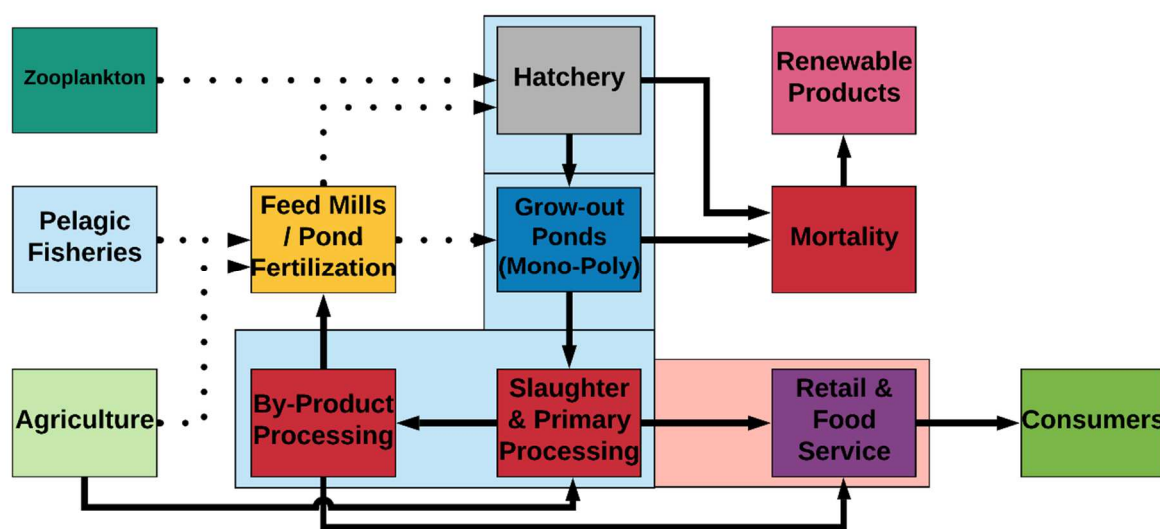 Zooplankton
Hatchery
Renewable
Products
Pelagic
Fisheries
Feed Mills
/ Pond
Fertilization
Grow-out
Ponds
(Mono-Poly)
Mortality
Agriculture
By-Product
Processing
Slaughter
& Primary
Processing
Retail &
Food
Service
Consumers